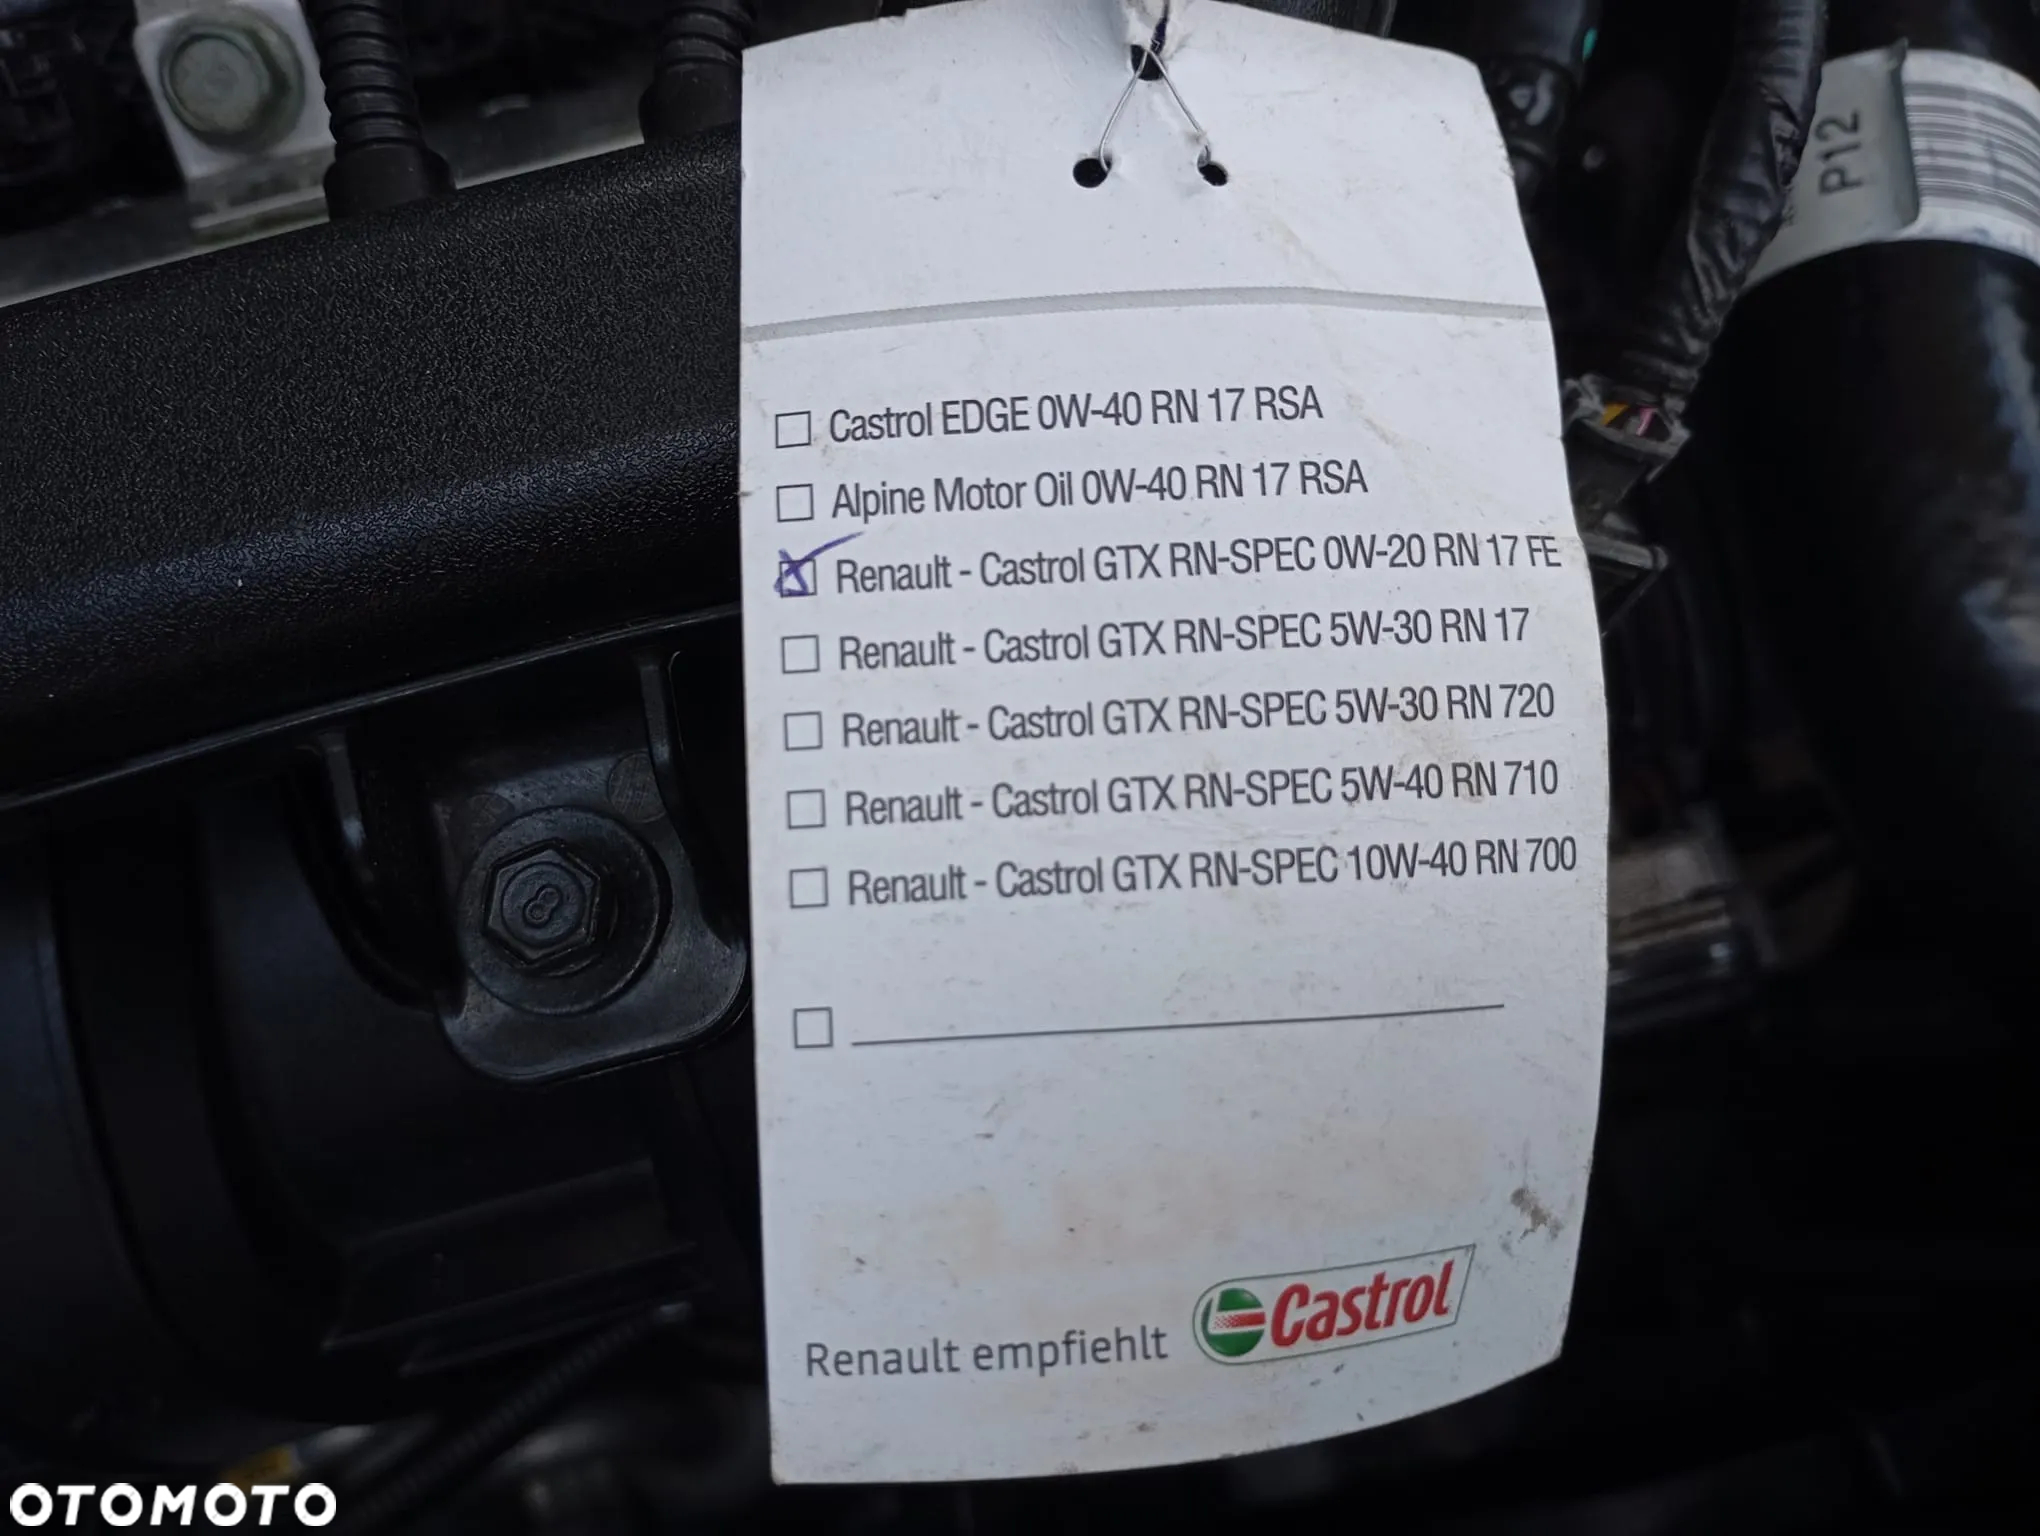 P12
Castrol EDGE 0W-40 RN 17 RSA
Alpine Motor Oil 0W-40 RN 17 RSA
Renault - Castrol GTX RN-SPEC 0W-20 RN 17 FE
Renault - Castrol GTX RN-SPEC 5W-30 RN 17
Renault - Castrol GTX RN-SPEC 5W-30 RN 720
Renault - Castrol GTX RN-SPEC 5W-40 RN 710
Renault - Castrol GTX RN-SPEC 10W-40 RN 700
8
Renault empfiehlt Castrol
OTOMOTO